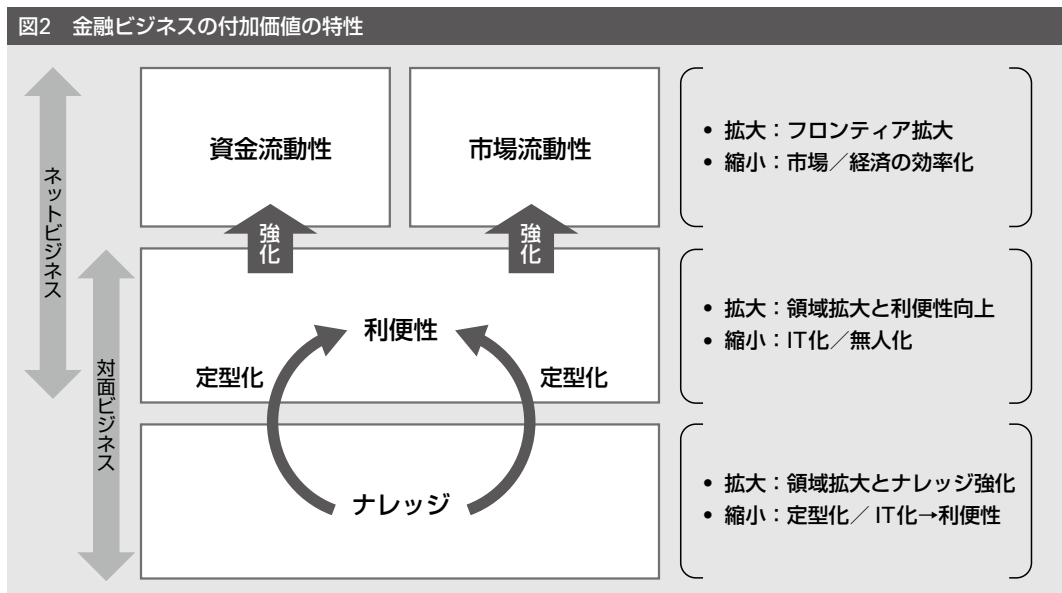 図2 金融ビジネスの付加価値の特性
ネットビジネス
対面ビジネス
資金流動性
市場流動性
• 拡大：フロンティア拡大
• 縮小：市場／経済の効率化
強化
強化
利便性
定型化
定型化
• 拡大：領域拡大と利便性向上
• 縮小：IT化／無人化
ナレッジ
• 拡大：領域拡大とナレッジ強化
• 縮小：定型化／IT化→利便性